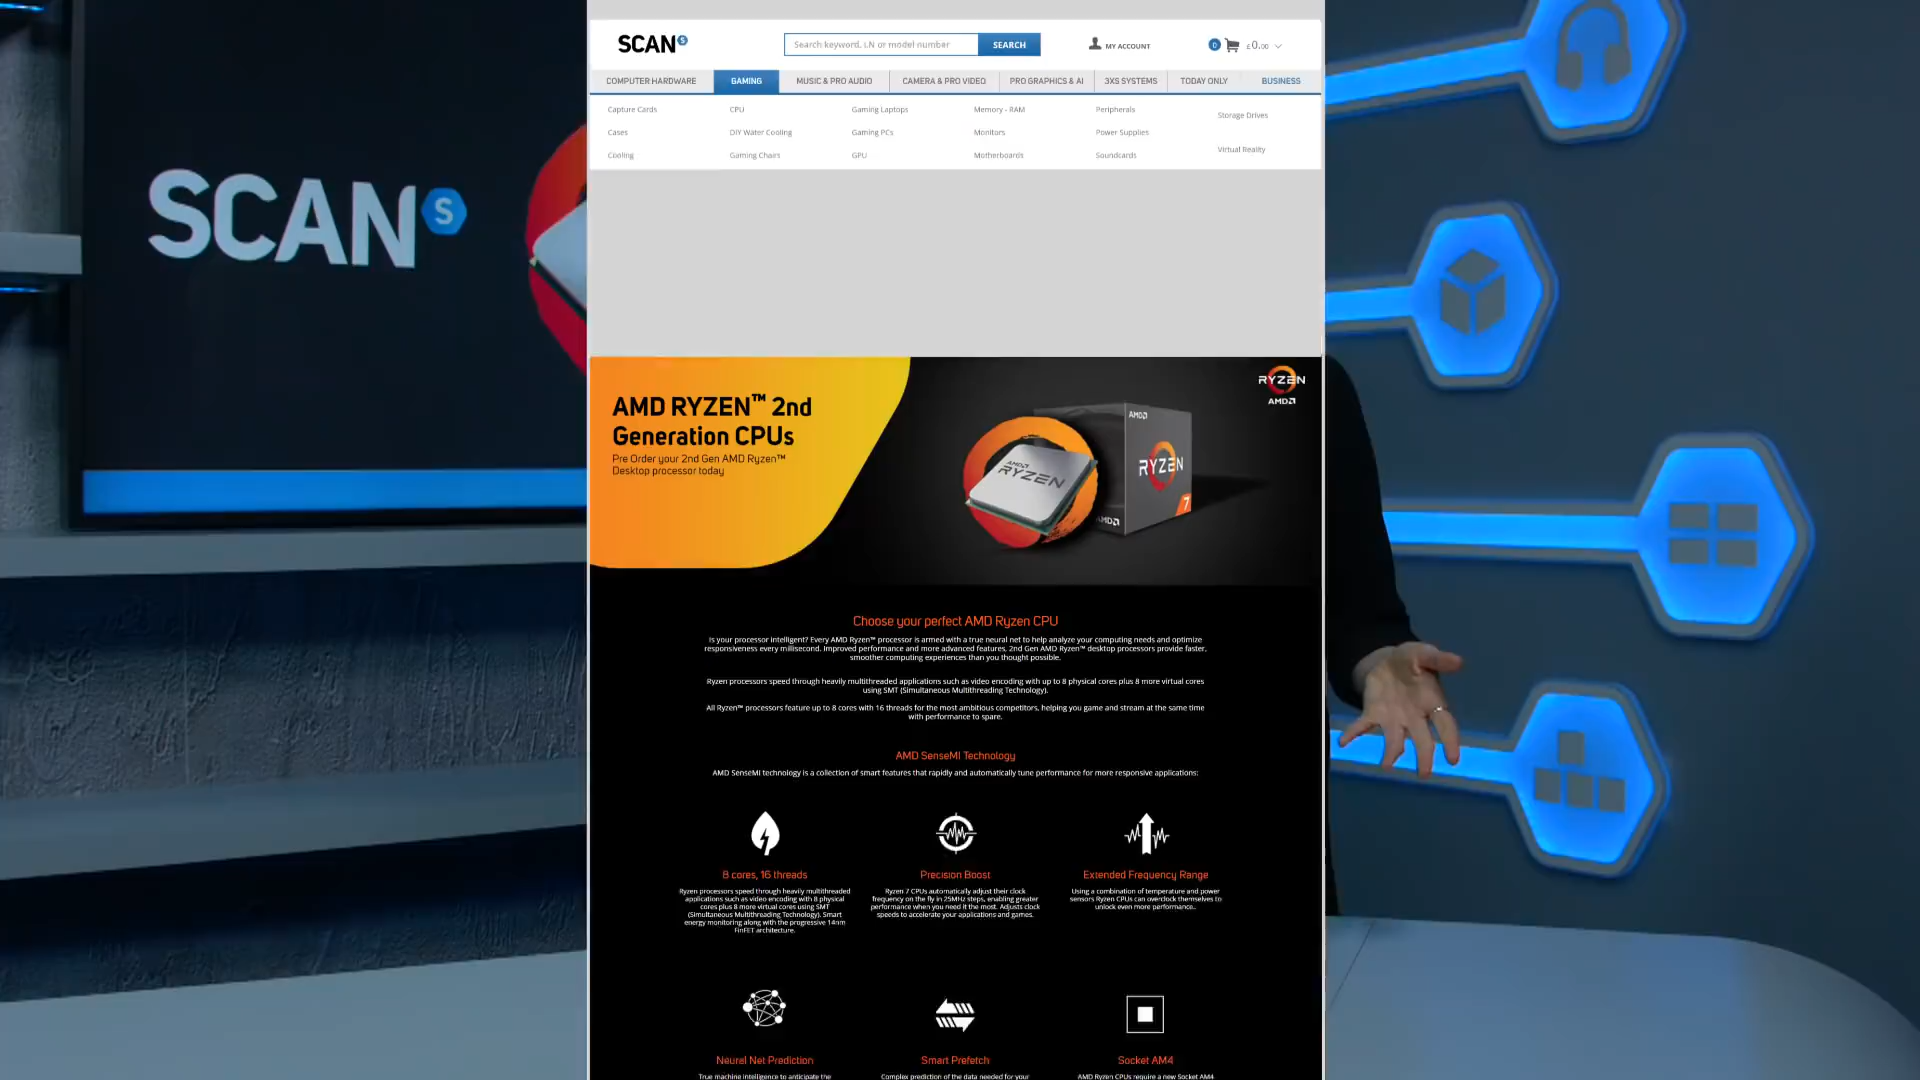 SCAN S
SCAN S
Search keyword, LN or model number
SEARCH
MY ACCOUNT
0
£0.00
COMPUTER HARDWARE
GAMING
MUSIC & PRO AUDIO
CAMERA & PRO VIDEO
PRO GRAPHICS & AI
3XS SYSTEMS
TODAY ONLY
BUSINESS
Capture Cards
CPU
Gaming Laptops
Memory - RAM
Peripherals
Storage Drives
Cases
DIY Water Cooling
Gaming PCs
Monitors
Power Supplies
Virtual Reality
Cooling
Gaming Chairs
GPU
Motherboards
Soundcards
AMD RYZEN™ 2nd
Generation CPUs
Pre Order your 2nd Gen AMD Ryzen™
Desktop processor today
RYZEN
AMD
AMD
RYZEN
AMD
RYZEN
7
AMD
Choose your perfect AMD Ryzen CPU
Is your processor intelligent? Every AMD Ryzen™ processor is armed with a true neural net to help analyze your computing needs and optimize
responsiveness every millisecond. Improved performance and more advanced features, 2nd Gen AMD Ryzen™ desktop processors provide faster,
smoother computing experiences than you thought possible.
Ryzen processors speed through heavily multithreaded applications such as video encoding with up to 8 physical cores plus 8 more virtual cores
using SMT (Simultaneous Multithreading Technology).
All Ryzen™ processors feature up to 8 cores with 16 threads for the most ambitious competitors, helping you game and stream at the same time
with performance to spare.
AMD SenseMI Technology
AMD SenseMI technology is a collection of smart features that rapidly and automatically tune performance for more responsive applications:
8 cores, 16 threads
Ryzen processors speed through heavily multithreaded
applications such as video encoding with 8 physical
cores plus 8 more virtual cores using SMT
(Simultaneous Multithreading Technology). Smart
energy monitoring along with the progressive 14nm
FinFET architecture.
Precision Boost
Ryzen 7 CPUs automatically adjust their clock
frequency on the fly in 25MHz steps, enabling greater
performance when you need it the most. Adjusts clock
speeds to accelerate your applications and games.
Extended Frequency Range
Using a combination of temperature and power
sensors Ryzen CPUs can overclock themselves to
unlock even more performance..
Neural Net Prediction
True machine intelligence to anticipate the
Smart Prefetch
Complex prediction of the data needed for your
Socket AM4
AMD Ryzen CPUs require a new Socket AM4